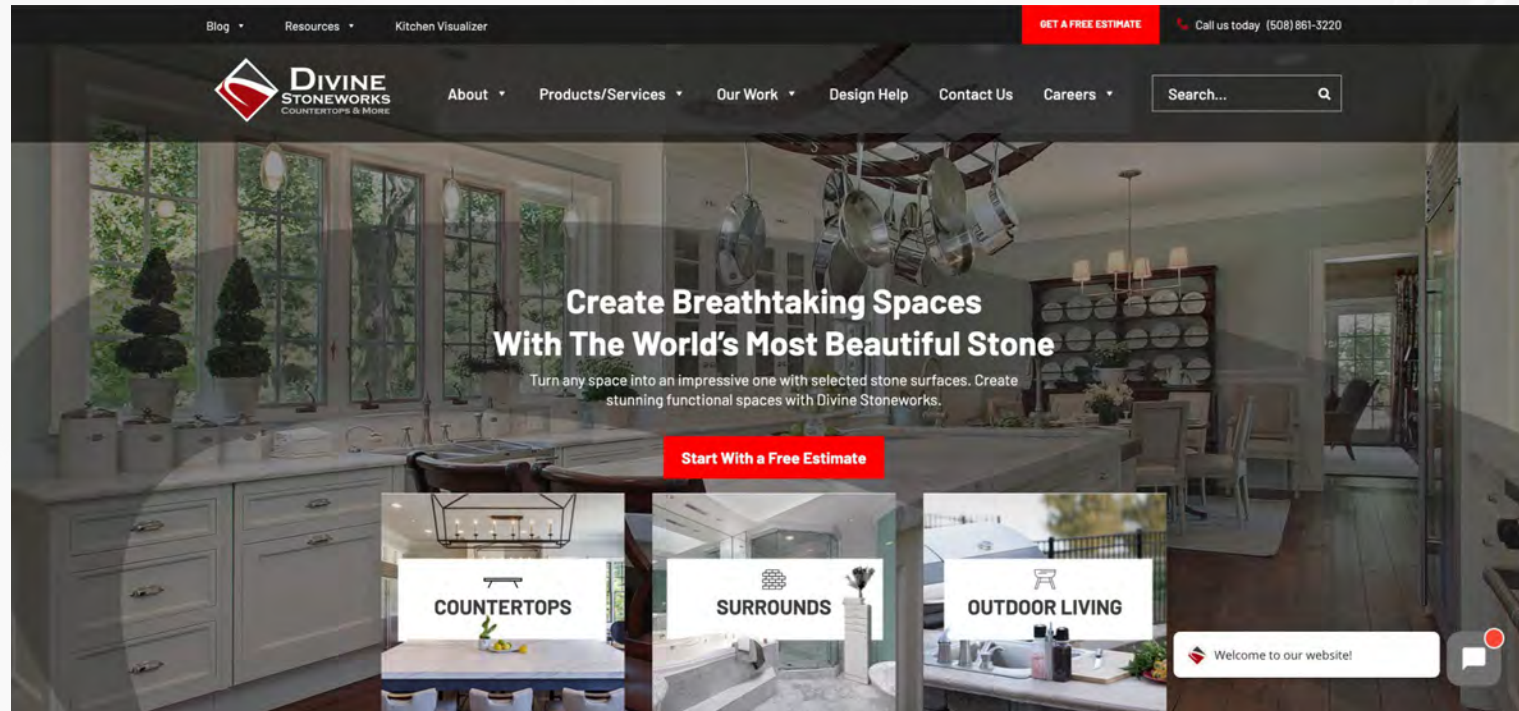 Blog
Resources
Kitchen Visualizer
GET A FREE ESTIMATE
Call us today (508) 861-3220
DIVINE
STONEWORKS
COUNTERTOPS & MORE
About
Products/Services
Our Work
Design Help
Contact Us
Careers
Search...
Create Breathtaking Spaces
With The World's Most Beautiful Stone
Turn any space into an impressive one with selected stone surfaces. Create
stunning functional spaces with Divine Stoneworks.
Start With a Free Estimate
COUNTERTOPS
SURROUNDS
OUTDOOR LIVING
Welcome to our website!